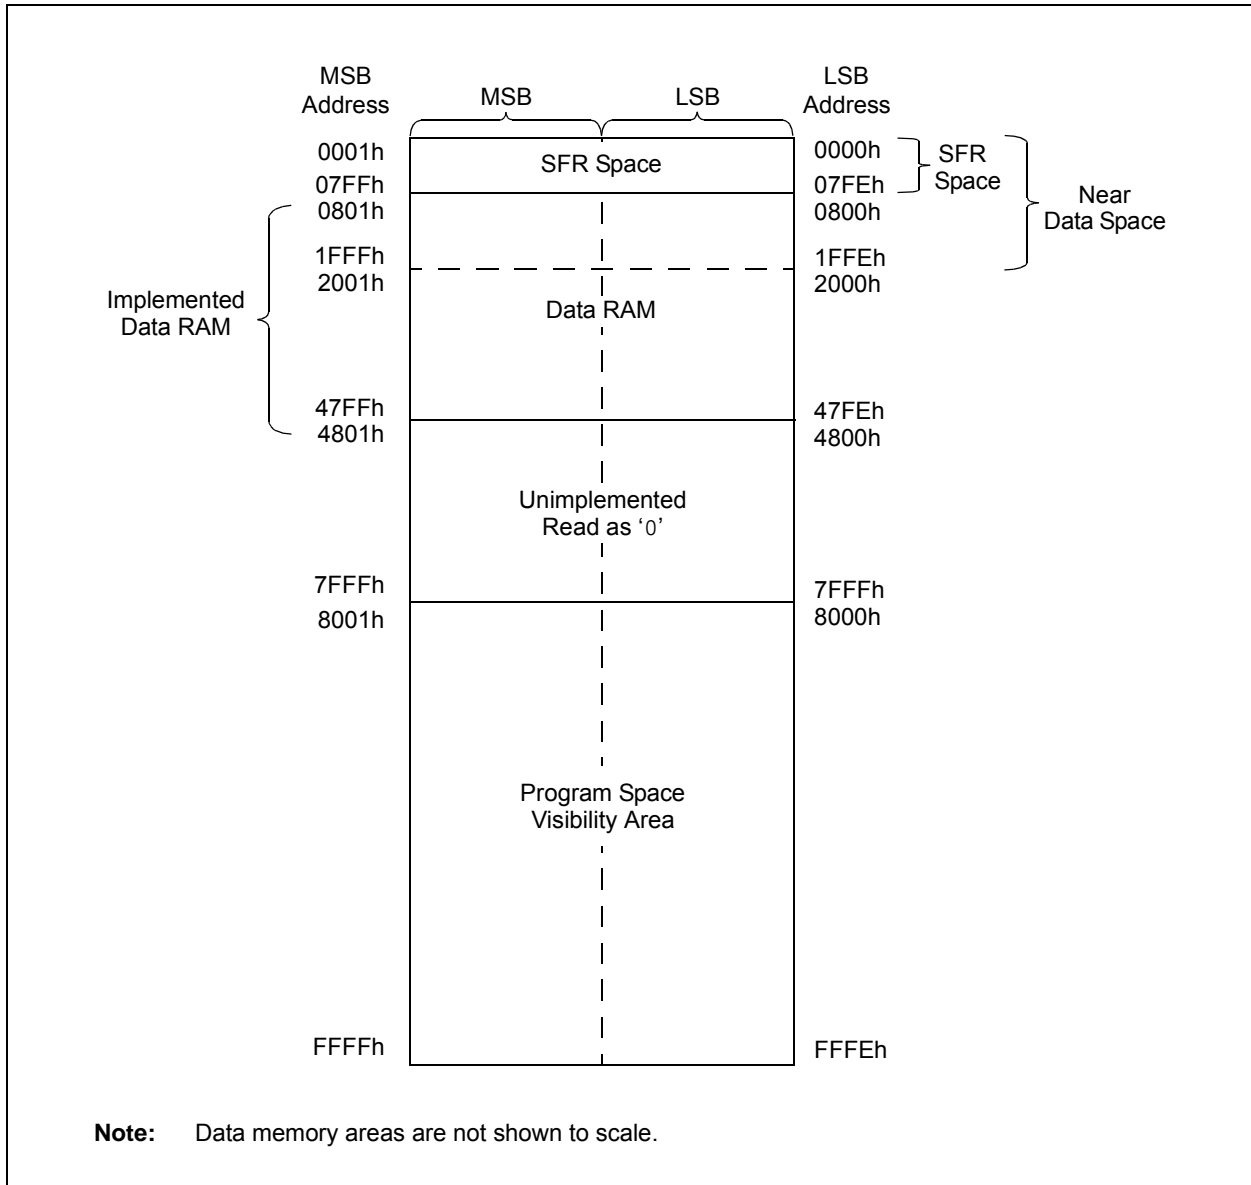 MSB
Address
MSB
LSB
LSB
Address
0001h
SFR Space
0000h
SFR
Space
07FFh
07FEh
0801h
0800h
Near
Data Space
1FFFh
1FFEh
2001h
2000h
Implemented
Data RAM
Data RAM
47FFh
47FEh
4801h
4800h
Unimplemented
Read as ‘0’
7FFFh
7FFFh
8001h
8000h
Program Space
Visibility Area
FFFFh
FFFEh
Note: Data memory areas are not shown to scale.